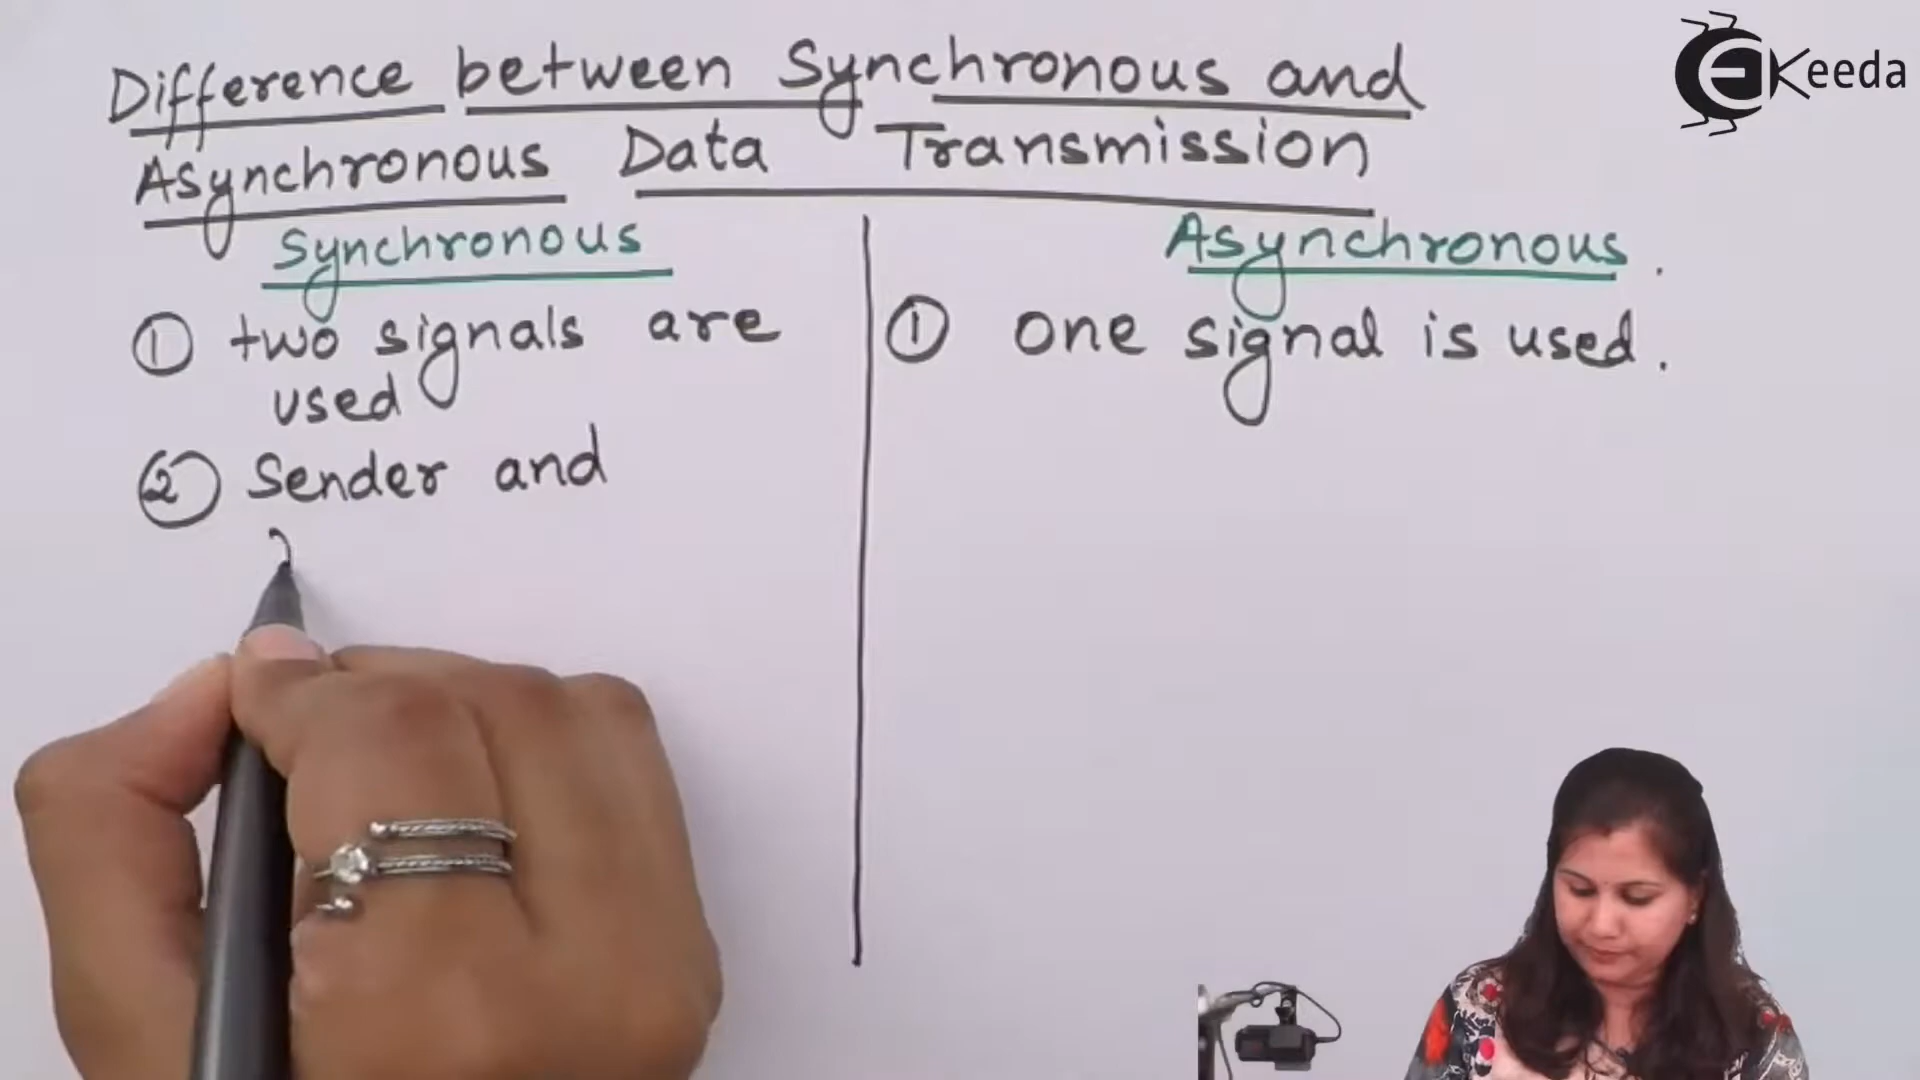 Difference between Synchronous and
Asynchronous Data Transmission
Synchronous
Asynchronous.
① two signals are
used
① one signal is used.
② Sender and
EKeeda